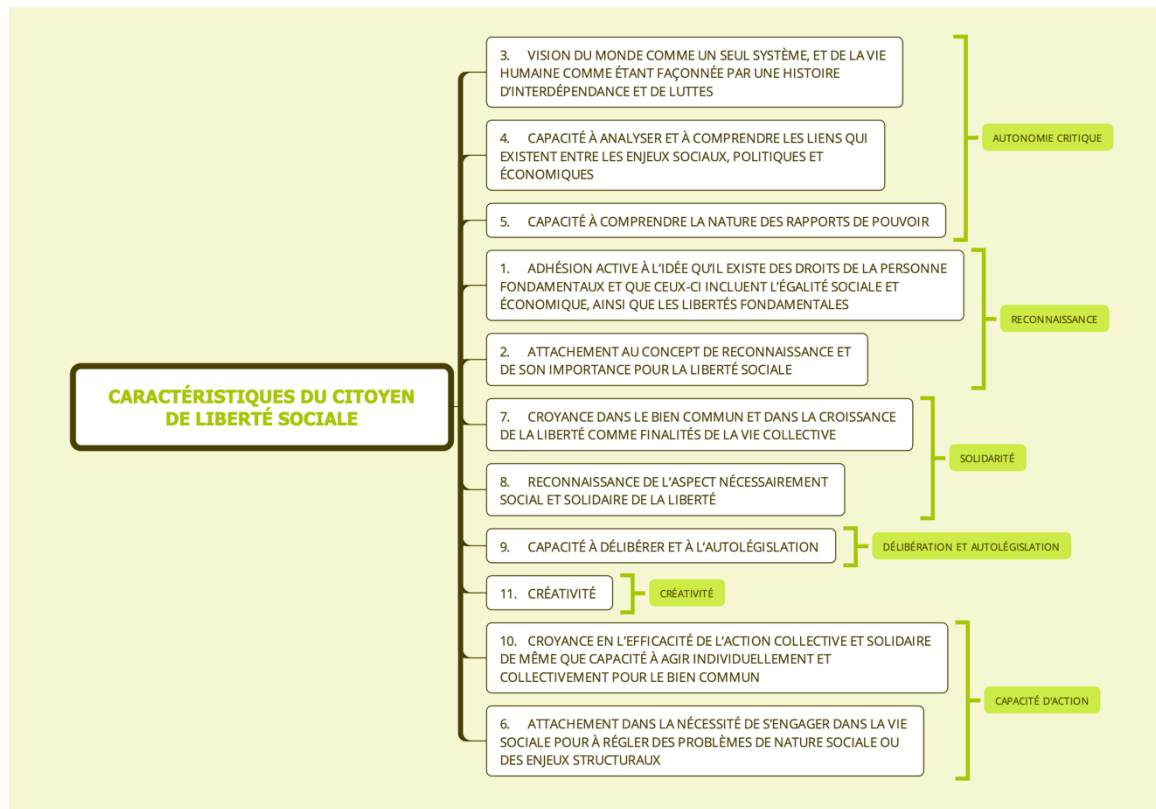 3. VISION DU MONDE COMME UN SEUL SYSTÈME, ET DE LA VIE
HUMAINE COMME ÉTANT FAÇONNÉE PAR UNE HISTOIRE
D'INTERDÉPENDANCE ET DE LUTTES
4. CAPACITÉ À ANALYSER ET À COMPRENDRE LES LIENS QUI
EXISTENT ENTRE LES ENJEUX SOCIAUX, POLITIQUES ET
ÉCONOMIQUES
5. CAPACITÉ À COMPRENDRE LA NATURE DES RAPPORTS DE POUVOIR
AUTONOMIE CRITIQUE
1. ADHÉSION ACTIVE À L'IDÉE QU'IL EXISTE DES DROITS DE LA PERSONNE
FONDAMENTAUX ET QUE CEUX-CI INCLUENT L'ÉGALITÉ SOCIALE ET
ÉCONOMIQUE, AINSI QUE LES LIBERTÉS FONDAMENTALES
2. ATTACHEMENT AU CONCEPT DE RECONNAISSANCE ET
DE SON IMPORTANCE POUR LA LIBERTÉ SOCIALE
RECONNAISSANCE
CARACTÉRISTIQUES DU CITOYEN
DE LIBERTÉ SOCIALE
7. CROYANCE DANS LE BIEN COMMUN ET DANS LA CROISSANCE
DE LA LIBERTÉ COMME FINALITÉS DE LA VIE COLLECTIVE
8. RECONNAISSANCE DE L'ASPECT NÉCESSAIREMENT
SOCIAL ET SOLIDAIRE DE LA LIBERTÉ
SOLIDARITÉ
9. CAPACITÉ À DÉLIBÉRER ET À L'AUTOLÉGISLATION
DÉLIBÉRATION ET AUTOLÉGISLATION
11. CRÉATIVITÉ
CRÉATIVITÉ
10. CROYANCE EN L'EFFICACITÉ DE L'ACTION COLLECTIVE ET SOLIDAIRE
DE MÊME QUE CAPACITÉ À AGIR INDIVIDUELLEMENT ET
COLLECTIVEMENT POUR LE BIEN COMMUN
6. ATTACHEMENT DANS LA NÉCESSITÉ DE S'ENGAGER DANS LA VIE
SOCIALE POUR À RÉGLER DES PROBLÈMES DE NATURE SOCIALE OU
DES ENJEUX STRUCTURAUX
CAPACITÉ D'ACTION